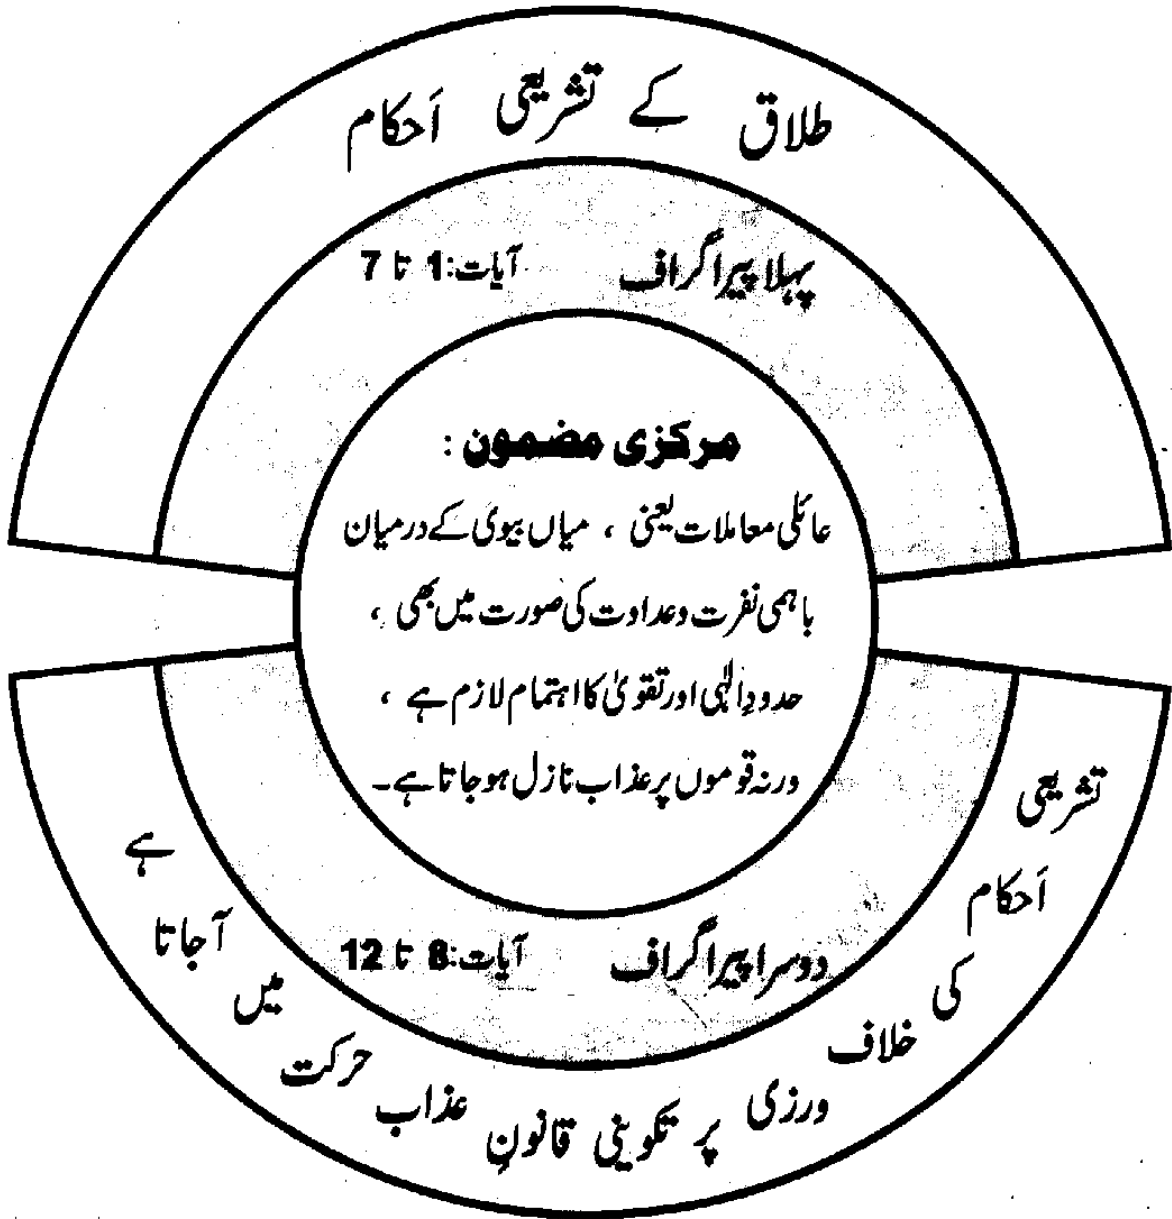 طلاق کے تشریعی اَحکام
پہلا پیراگراف آیات:1 تا 7
مرکزی مضمون :
عائلی معاملات یعنی ، میاں بیوی کے درمیان
باہمی نفرت و عداوت کی صورت میں بھی ،
حدودِ الٰہی اور تقویٰ کا اہتمام لازم ہے ،
ورنہ قوموں پر عذاب نازل ہو جاتا ہے۔
دوسرا پیراگراف آیات:8 تا 12
تشریعی اَحکام کی خلاف ورزی پر تکوینی قانونِ عذاب حرکت میں آجاتا ہے